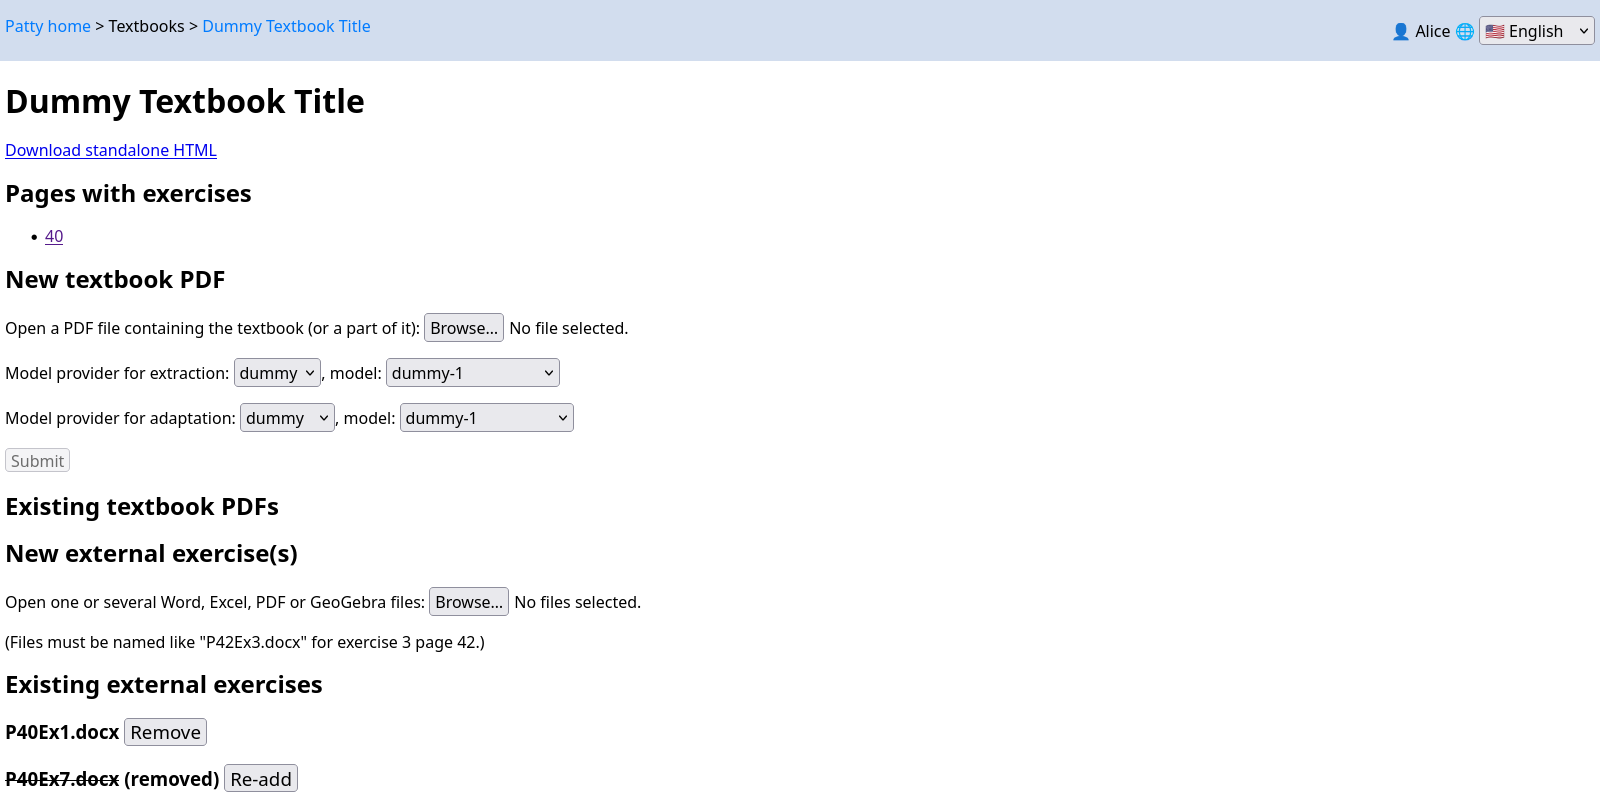 Patty home > Textbooks > Dummy Textbook Title
👤 Alice 🌐 🇺🇸 English
Dummy Textbook Title
Download standalone HTML
Pages with exercises
• 40
New textbook PDF
Open a PDF file containing the textbook (or a part of it): Browse... No file selected.
Model provider for extraction: dummy, model: dummy-1
Model provider for adaptation: dummy, model: dummy-1
Submit
Existing textbook PDFs
New external exercise(s)
Open one or several Word, Excel, PDF or GeoGebra files: Browse... No files selected.
(Files must be named like "P42Ex3.docx" for exercise 3 page 42.)
Existing external exercises
P40Ex1.docx Remove
P40Ex7.docx (removed) Re-add